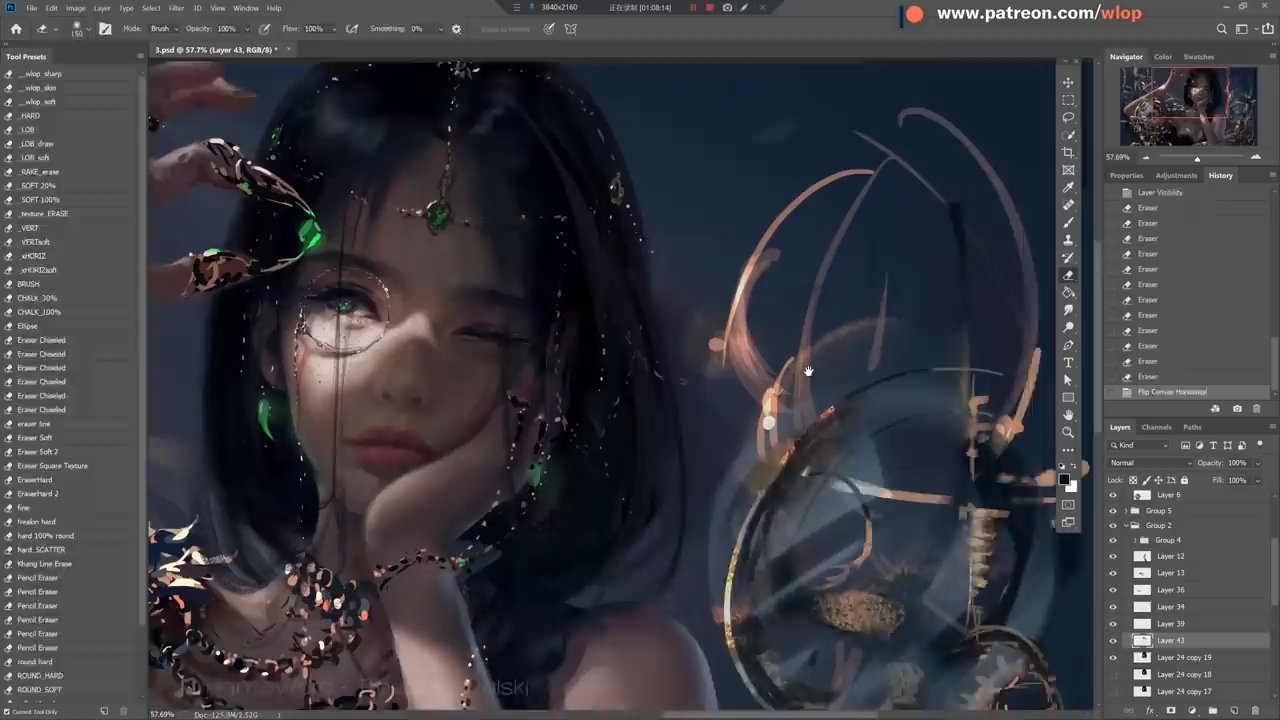 File Edit Image Layer Type Select Filter 3D View Window Help
3840x2160
正在录制 [01:08:14]
www.patreon.com/wlop
150
Mode: Brush Opacity: 100% Flow: 100% Smoothing: 0%
3.psd @ 57.7% (Layer 43, RGB/8) *
Tool Presets
__wlop_sharp
__wlop_skin
__wlop_soft
_HARD
_LOB
_LOB_draw
_LOB_soft
_RAKE_erase
_SOFT 20%
_SOFT 100%
_texture_ERASE
_VERT
_VERTsoft
_xHORIZ
_xHORIZsoft
BRUSH
CHALK_30%
CHALK_100%
Ellipse
Eraser Chiseled
Eraser Chiseled
Eraser Chiseled
Eraser Chiseled
Eraser Chiseled
Eraser Chiseled
eraser line
Eraser Soft
Eraser Soft 2
Eraser Square Texture
EraserHard
EraserHard 2
fine
freakin hard
hard 100% round
hard_SCATTER
Khang Line Erase
Pencil Eraser
Pencil Eraser
Pencil Eraser
Pencil Eraser
Pencil Eraser
Pencil Eraser
round hard
ROUND_HARD
ROUND_SOFT
Current Tool Only
57.69% Doc: 125.3M/2.52G
Navigator Color Swatches
57.69%
Properties Adjustments History
Layer Visibility
Eraser
Eraser
Eraser
Eraser
Eraser
Eraser
Eraser
Eraser
Eraser
Eraser
Eraser
Eraser
Flip Canvas Horizontal
Layers Channels Paths
Kind
Normal Opacity: 100%
Lock: Fill: 100%
Layer 6
Group 5
Group 2
Group 4
Layer 12
Layer 13
Layer 36
Layer 34
Layer 39
Layer 43
Layer 24 copy 19
Layer 24 copy 18
Layer 24 copy 17